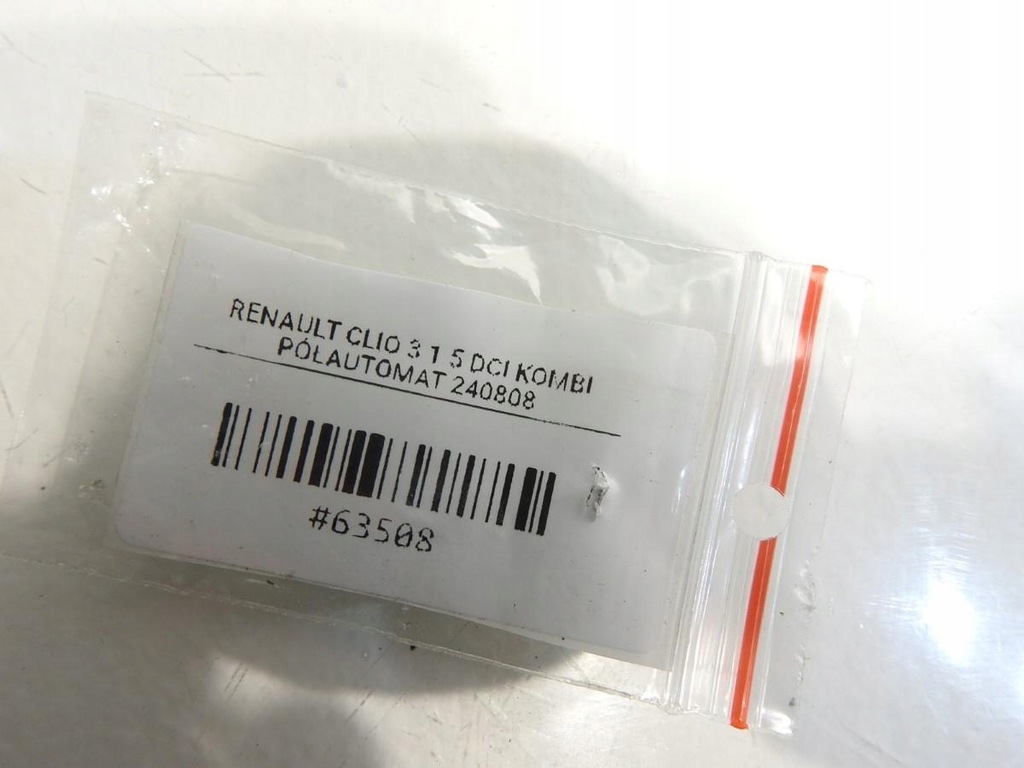 RENAULT CLIO 3 1 5 DCI KOMBI
PÓŁAUTOMAT 240808
#63508